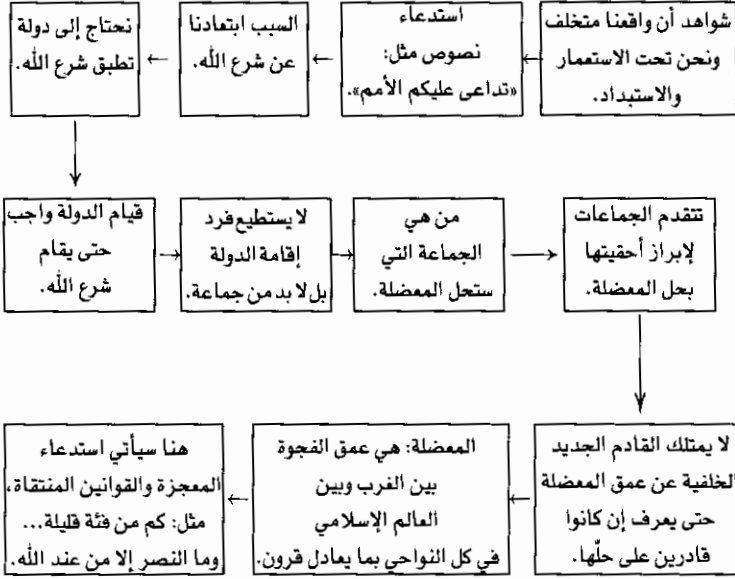 شواهد أن واقعنا متخلف
ونحن تحت الاستعمار
والاستبداد.
استدعاء
نصوص مثل:
«تداعى عليكم الأمم».
السبب ابتعادنا
عن شرع الله.
نحتاج إلى دولة
تطبق شرع الله.
قيام الدولة واجب
حتى يقام
شرع الله.
لا يستطيع فرد
إقامة الدولة
بل لا بد من جماعة.
من هي
الجماعة التي
ستحل المعضلة.
تتقدم الجماعات
لإبراز أحقيتها
بحل المعضلة.
لا يمتلك القادم الجديد
الخلفية عن عمق المعضلة
حتى يعرف إن كانوا
قادرين على حلّها.
المعضلة: هي عمق الفجوة
بين الغرب وبين
العالم الإسلامي
في كل النواحي بما يعادل قرون.
هنا سيأتي استدعاء
المعجزة والقوانين المنتقاة،
مثل: كم من فئة قليلة...
وما النصر إلا من عند الله.